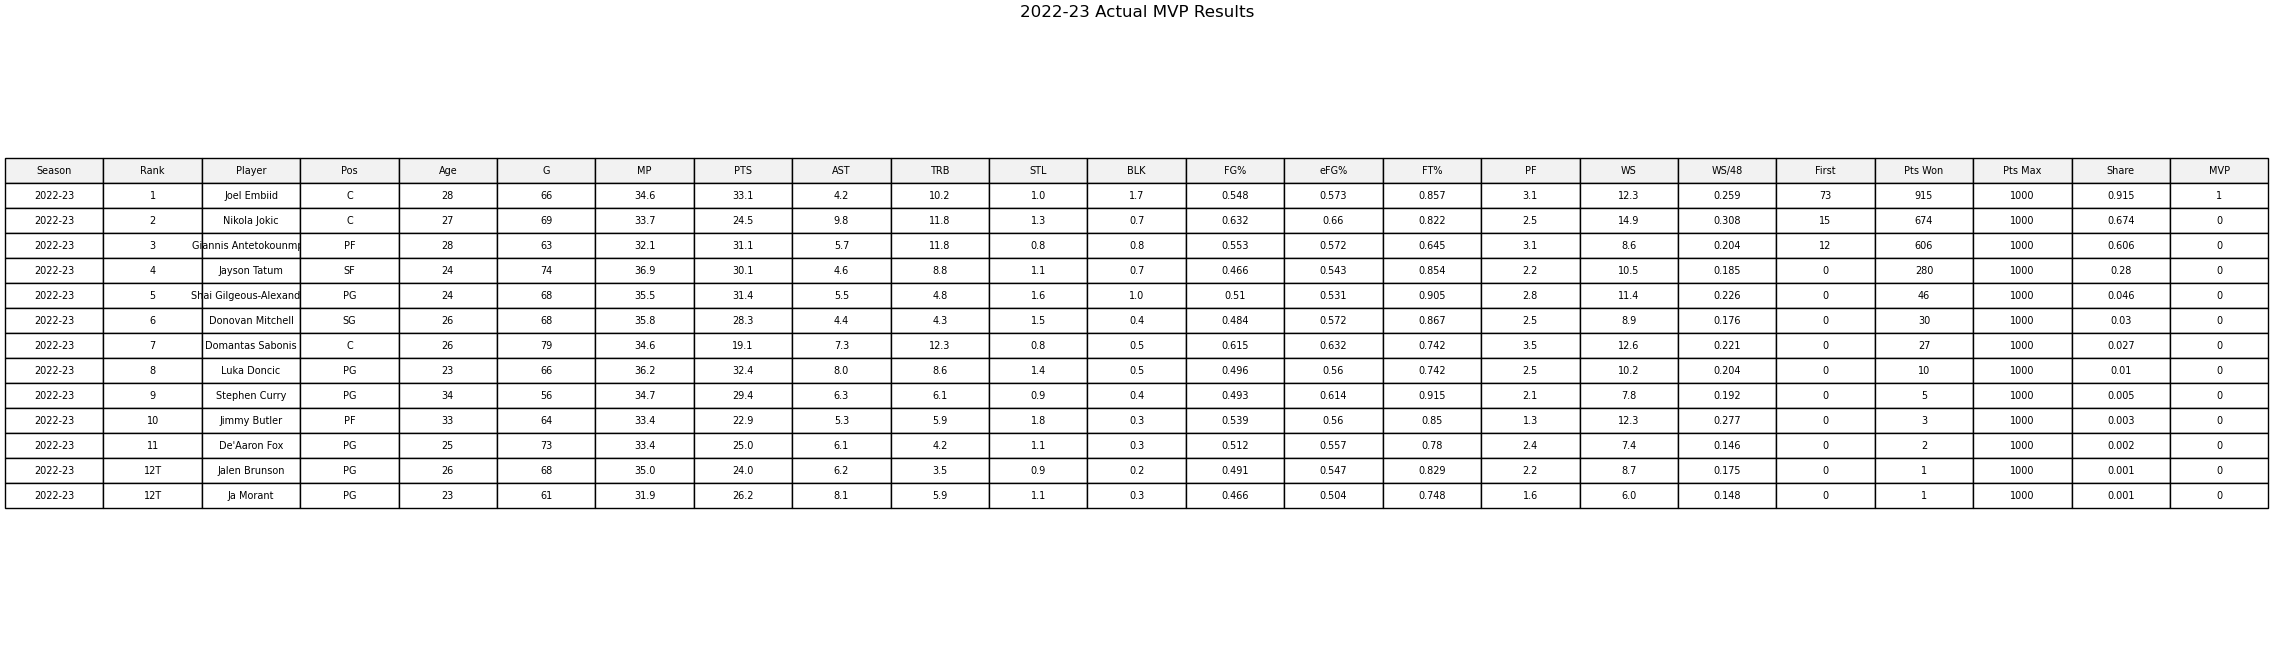 2022-23 Actual MVP Results
Season Rank Player Pos Age G MP PTS AST TRB STL BLK FG% eFG% FT% PF WS WS/48 First Pts Won Pts Max Share MVP
2022-23 1 Joel Embiid C 28 66 34.6 33.1 4.2 10.2 1.0 1.7 0.548 0.573 0.857 3.1 12.3 0.259 73 915 1000 0.915 1
2022-23 2 Nikola Jokic C 27 69 33.7 24.5 9.8 11.8 1.3 0.7 0.632 0.66 0.822 2.5 14.9 0.308 15 674 1000 0.674 0
2022-23 3 Giannis Antetokounmp PF 28 63 32.1 31.1 5.7 11.8 0.8 0.8 0.553 0.572 0.645 3.1 8.6 0.204 12 606 1000 0.606 0
2022-23 4 Jayson Tatum SF 24 74 36.9 30.1 4.6 8.8 1.1 0.7 0.466 0.543 0.854 2.2 10.5 0.185 0 280 1000 0.28 0
2022-23 5 Shai Gilgeous-Alexand PG 24 68 35.5 31.4 5.5 4.8 1.6 1.0 0.51 0.531 0.905 2.8 11.4 0.226 0 46 1000 0.046 0
2022-23 6 Donovan Mitchell SG 26 68 35.8 28.3 4.4 4.3 1.5 0.4 0.484 0.572 0.867 2.5 8.9 0.176 0 30 1000 0.03 0
2022-23 7 Domantas Sabonis C 26 79 34.6 19.1 7.3 12.3 0.8 0.5 0.615 0.632 0.742 3.5 12.6 0.221 0 27 1000 0.027 0
2022-23 8 Luka Doncic PG 23 66 36.2 32.4 8.0 8.6 1.4 0.5 0.496 0.56 0.742 2.5 10.2 0.204 0 10 1000 0.01 0
2022-23 9 Stephen Curry PG 34 56 34.7 29.4 6.3 6.1 0.9 0.4 0.493 0.614 0.915 2.1 7.8 0.192 0 5 1000 0.005 0
2022-23 10 Jimmy Butler PF 33 64 33.4 22.9 5.3 5.9 1.8 0.3 0.539 0.56 0.85 1.3 12.3 0.277 0 3 1000 0.003 0
2022-23 11 De'Aaron Fox PG 25 73 33.4 25.0 6.1 4.2 1.1 0.3 0.512 0.557 0.78 2.4 7.4 0.146 0 2 1000 0.002 0
2022-23 12T Jalen Brunson PG 26 68 35.0 24.0 6.2 3.5 0.9 0.2 0.491 0.547 0.829 2.2 8.7 0.175 0 1 1000 0.001 0
2022-23 12T Ja Morant PG 23 61 31.9 26.2 8.1 5.9 1.1 0.3 0.466 0.504 0.748 1.6 6.0 0.148 0 1 1000 0.001 0